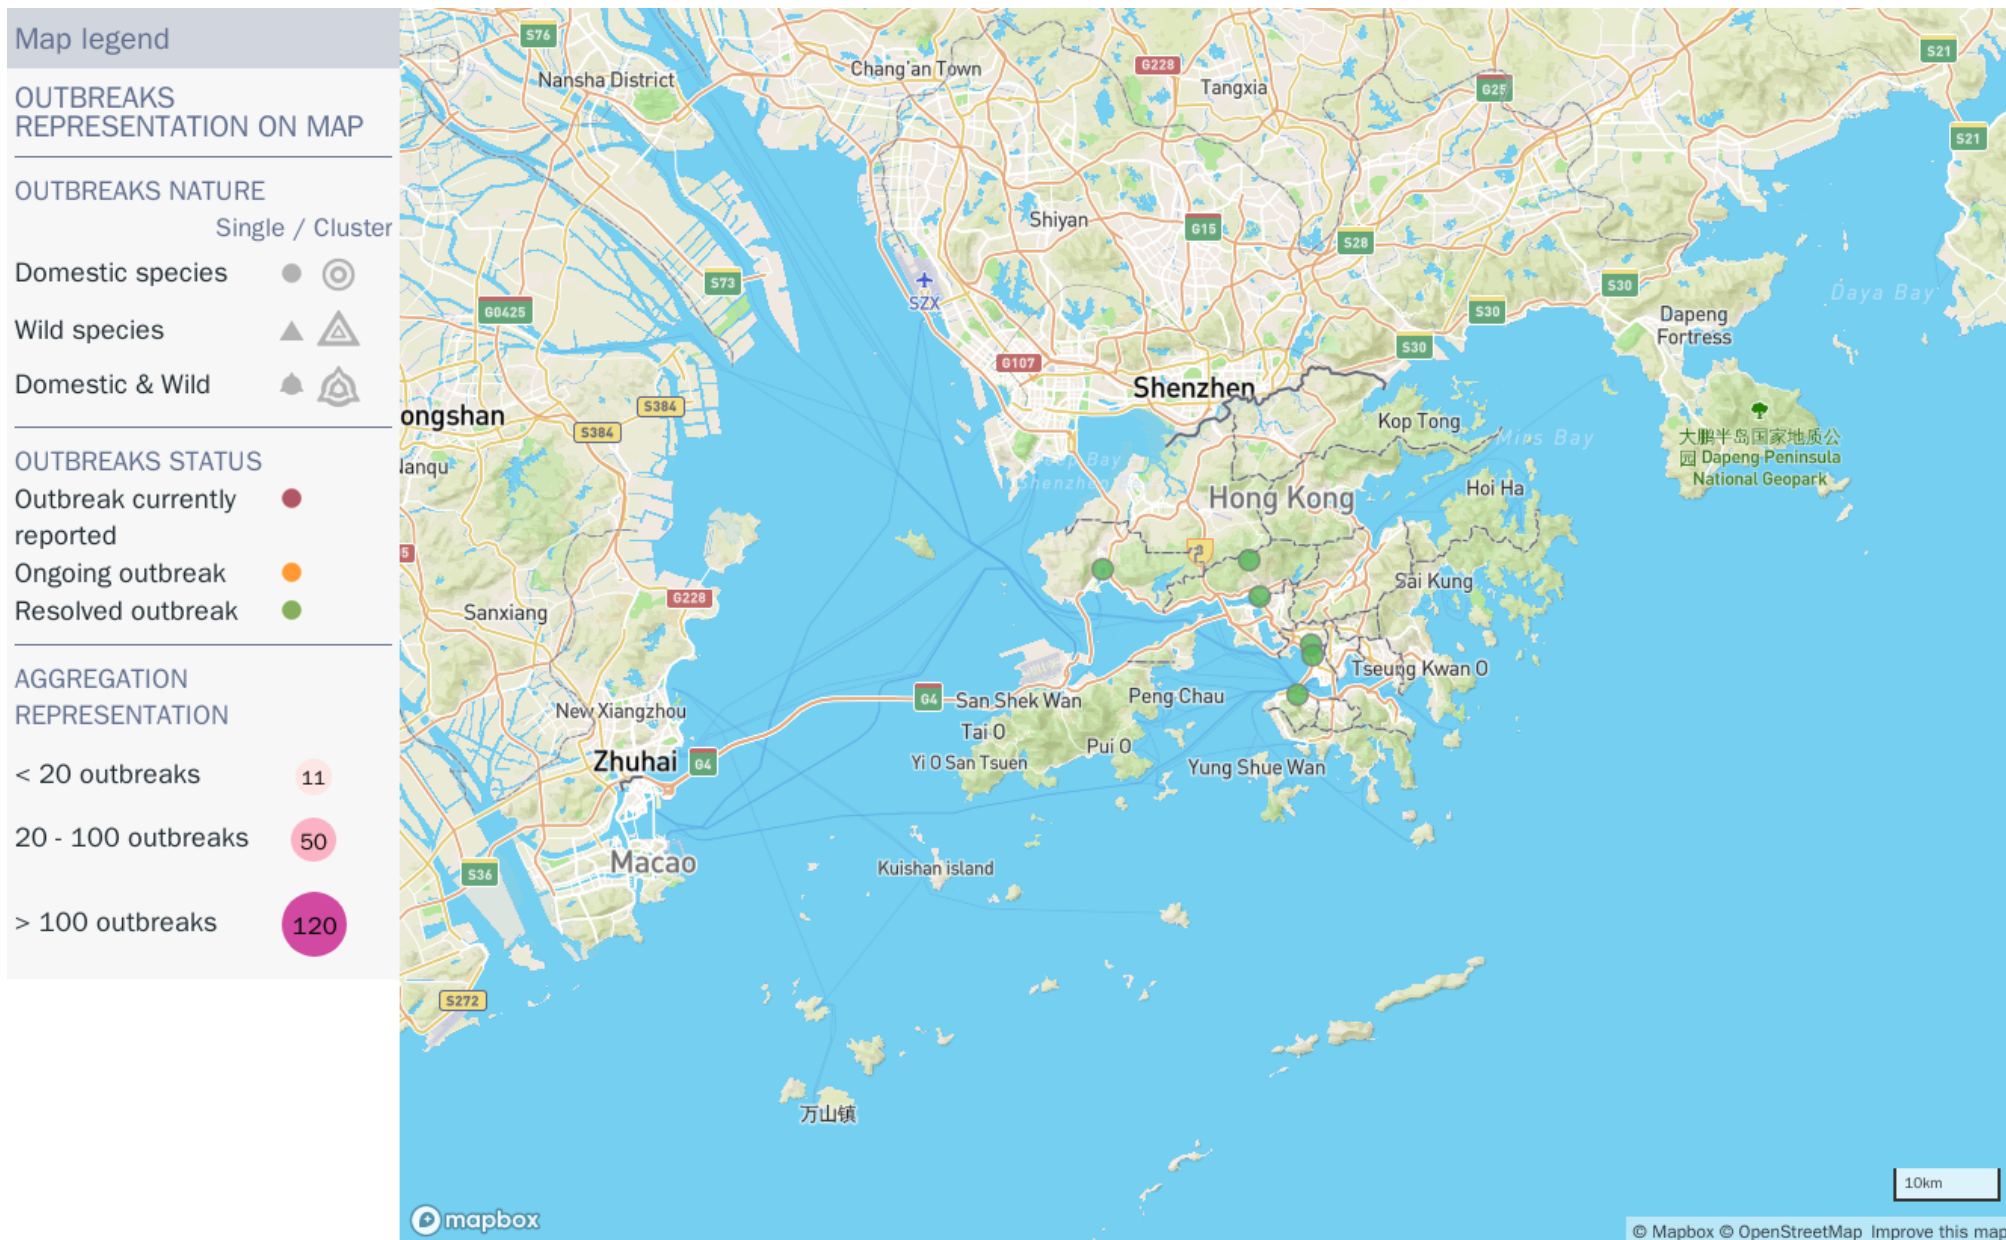 Map legend
OUTBREAKS
REPRESENTATION ON MAP
OUTBREAKS NATURE
Single / Cluster
Domestic species
Wild species
Domestic & Wild
OUTBREAKS STATUS
Outbreak currently
reported
Ongoing outbreak
Resolved outbreak
AGGREGATION
REPRESENTATION
< 20 outbreaks 11
20 - 100 outbreaks 50
> 100 outbreaks 120
S76
Nansha District
Chang'an Town
G228
Tangxia
G25
S21
S21
Shiyan
G15
S28
S73
SZX
G0425
S30
S30
S30
Dapeng
Fortress
Daya Bay
G107
Shenzhen
S384
S384
ongshan
Kop Tong
Mirs Bay
大鹏半岛国家地质公
园 Dapeng Peninsula
National Geopark
Hong Kong
Hoi Ha
5
Sanxiang
G228
Sai Kung
Tseung Kwan O
G4
San Shek Wan
Peng Chau
New Xiangzhou
Tai O
Pui O
Zhuhai
G4
Yi O San Tsuen
Yung Shue Wan
Macao
Kuishan island
S36
S272
万山镇
10km
mapbox
© Mapbox © OpenStreetMap Improve this map